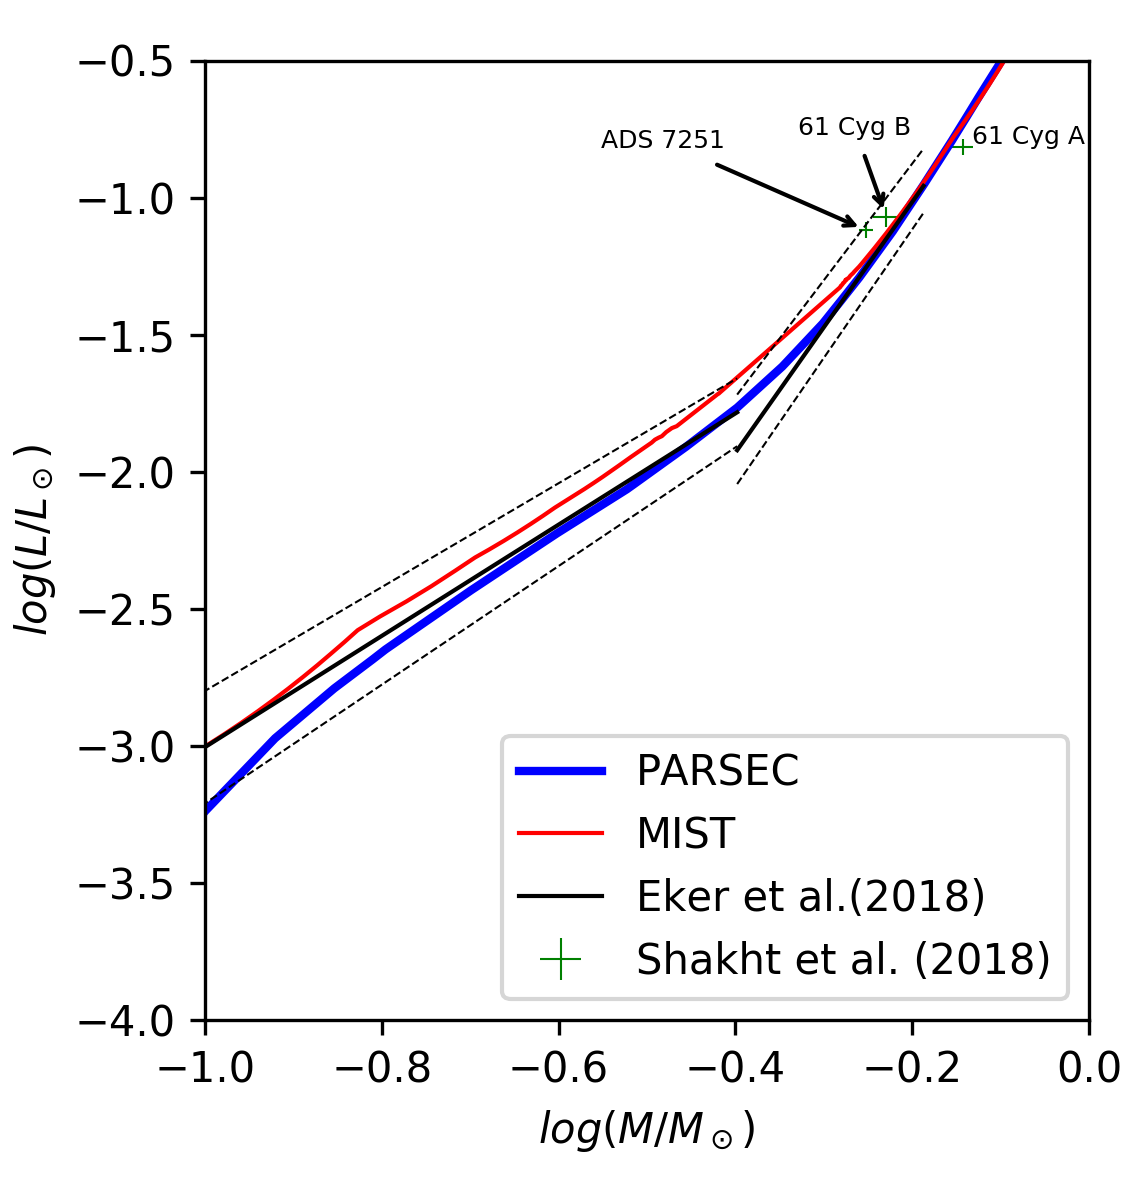 −0.5
−1.0
−1.5
−2.0
−2.5
−3.0
−3.5
−4.0
log(L/L⊙)
ADS 7251
61 Cyg B
61 Cyg A
PARSEC
MIST
Eker et al.(2018)
Shakht et al. (2018)
−1.0 −0.8 −0.6 −0.4 −0.2 0.0
log(M/M⊙)